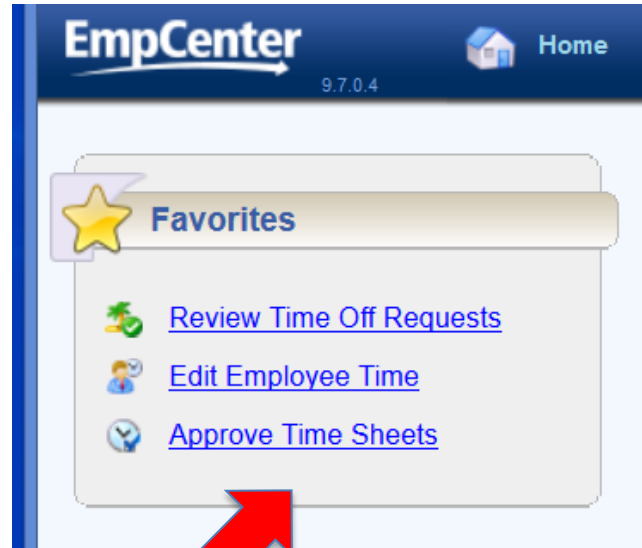 EmpCenter
9.7.0.4
Home
Favorites
Review Time Off Requests
Edit Employee Time
Approve Time Sheets